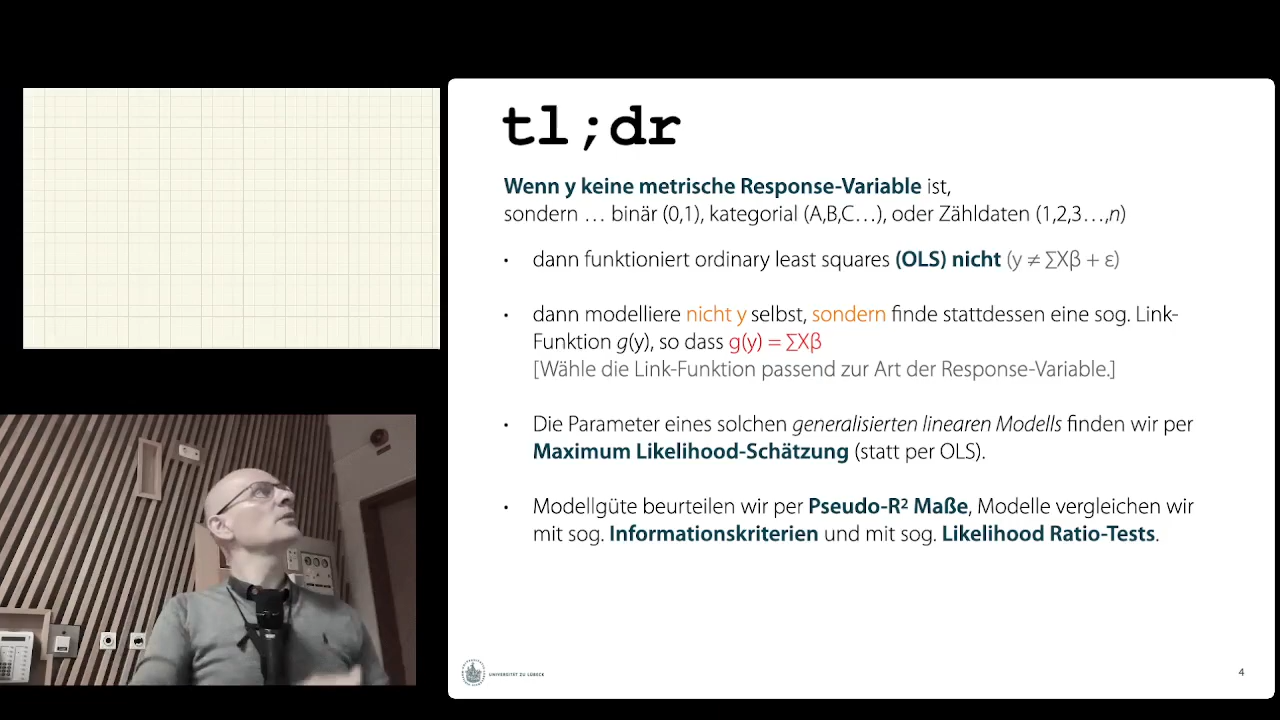 tl;dr
Wenn y keine metrische Response-Variable ist,
sondern … binär (0,1), kategorial (A,B,C…), oder Zähldaten (1,2,3…,n)
• dann funktioniert ordinary least squares (OLS) nicht (y ≠ ∑Xβ + ε)
• dann modelliere nicht y selbst, sondern finde stattdessen eine sog. Link-
Funktion g(y), so dass g(y) = ∑Xβ
[Wähle die Link-Funktion passend zur Art der Response-Variable.]
• Die Parameter eines solchen generalisierten linearen Modells finden wir per
Maximum Likelihood-Schätzung (statt per OLS).
• Modellgüte beurteilen wir per Pseudo-R² Maße, Modelle vergleichen wir
mit sog. Informationskriterien und mit sog. Likelihood Ratio-Tests.
UNIVERSITÄT ZU LÜBECK
4